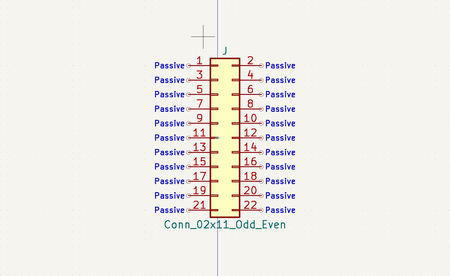 J
Passive 1 2 Passive
Passive 3 4 Passive
Passive 5 6 Passive
Passive 7 8 Passive
Passive 9 10 Passive
Passive 11 12 Passive
Passive 13 14 Passive
Passive 15 16 Passive
Passive 17 18 Passive
Passive 19 20 Passive
Passive 21 22 Passive
Conn_02x11_Odd_Even